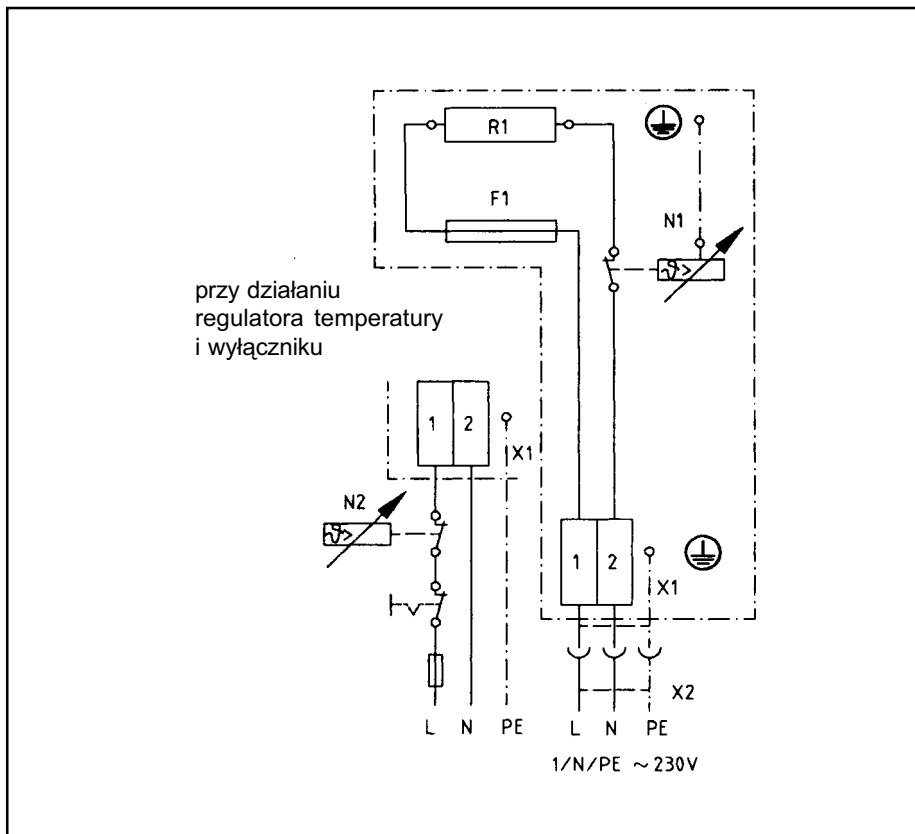 R1
F1
N1
przy działaniu
regulatora temperatury
i wyłączniku
1 2
X1
N2
1 2
X1
X2
L N PE
L N PE
1/N/PE ~ 230V